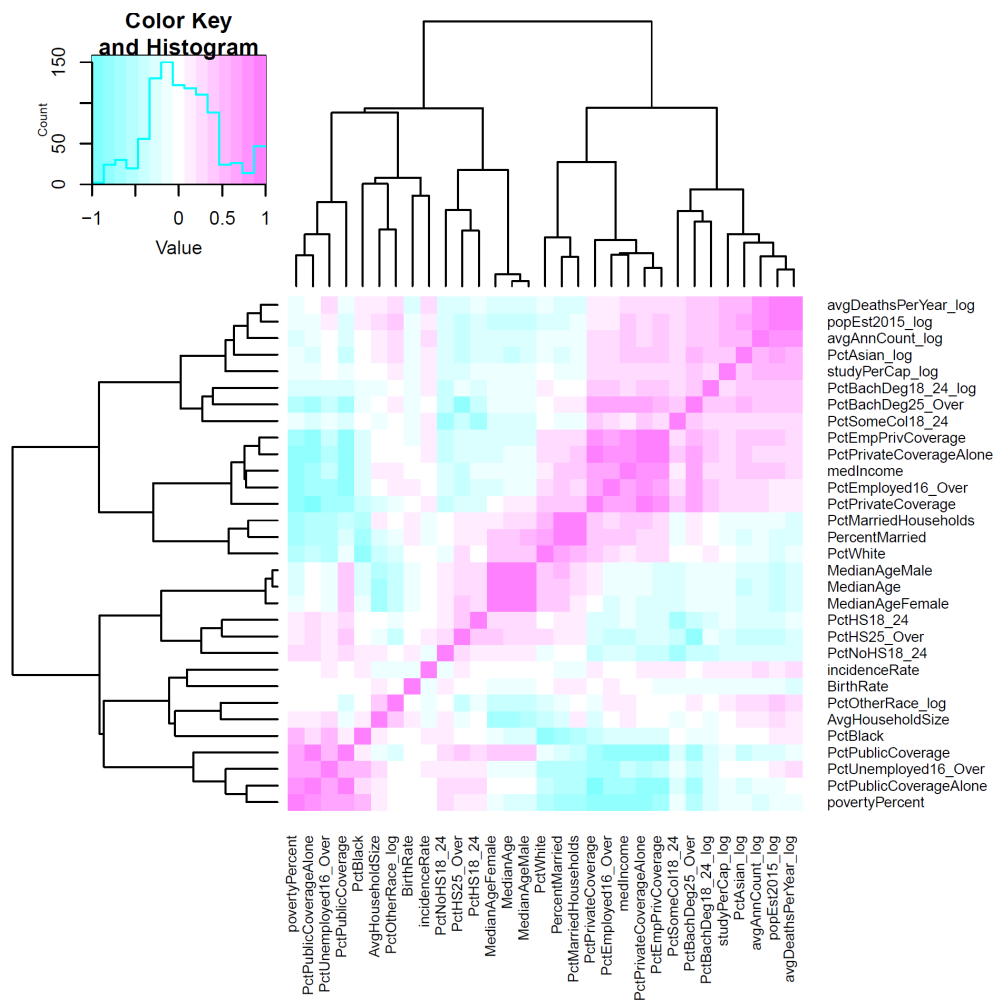 Color Key
and Histogram
Count
0
50
150
−1
0
0.5
1
Value
avgDeathsPerYear_log
popEst2015_log
avgAnnCount_log
PctAsian_log
studyPerCap_log
PctBachDeg18_24_log
PctBachDeg25_Over
PctSomeCol18_24
PctEmpPrivCoverage
PctPrivateCoverageAlone
medIncome
PctEmployed16_Over
PctPrivateCoverage
PctMarriedHouseholds
PercentMarried
PctWhite
MedianAgeMale
MedianAge
MedianAgeFemale
PctHS18_24
PctHS25_Over
PctNoHS18_24
incidenceRate
BirthRate
PctOtherRace_log
AvgHouseholdSize
PctBlack
PctPublicCoverage
PctUnemployed16_Over
PctPublicCoverageAlone
povertyPercent
povertyPercent
PctPublicCoverageAlone
PctUnemployed16_Over
PctPublicCoverage
PctBlack
AvgHouseholdSize
PctOtherRace_log
BirthRate
incidenceRate
PctNoHS18_24
PctHS25_Over
PctHS18_24
MedianAgeFemale
MedianAge
MedianAgeMale
PctWhite
PercentMarried
PctMarriedHouseholds
PctPrivateCoverage
PctEmployed16_Over
medIncome
PctPrivateCoverageAlone
PctEmpPrivCoverage
PctSomeCol18_24
PctBachDeg25_Over
PctBachDeg18_24_log
studyPerCap_log
PctAsian_log
avgAnnCount_log
popEst2015_log
avgDeathsPerYear_log